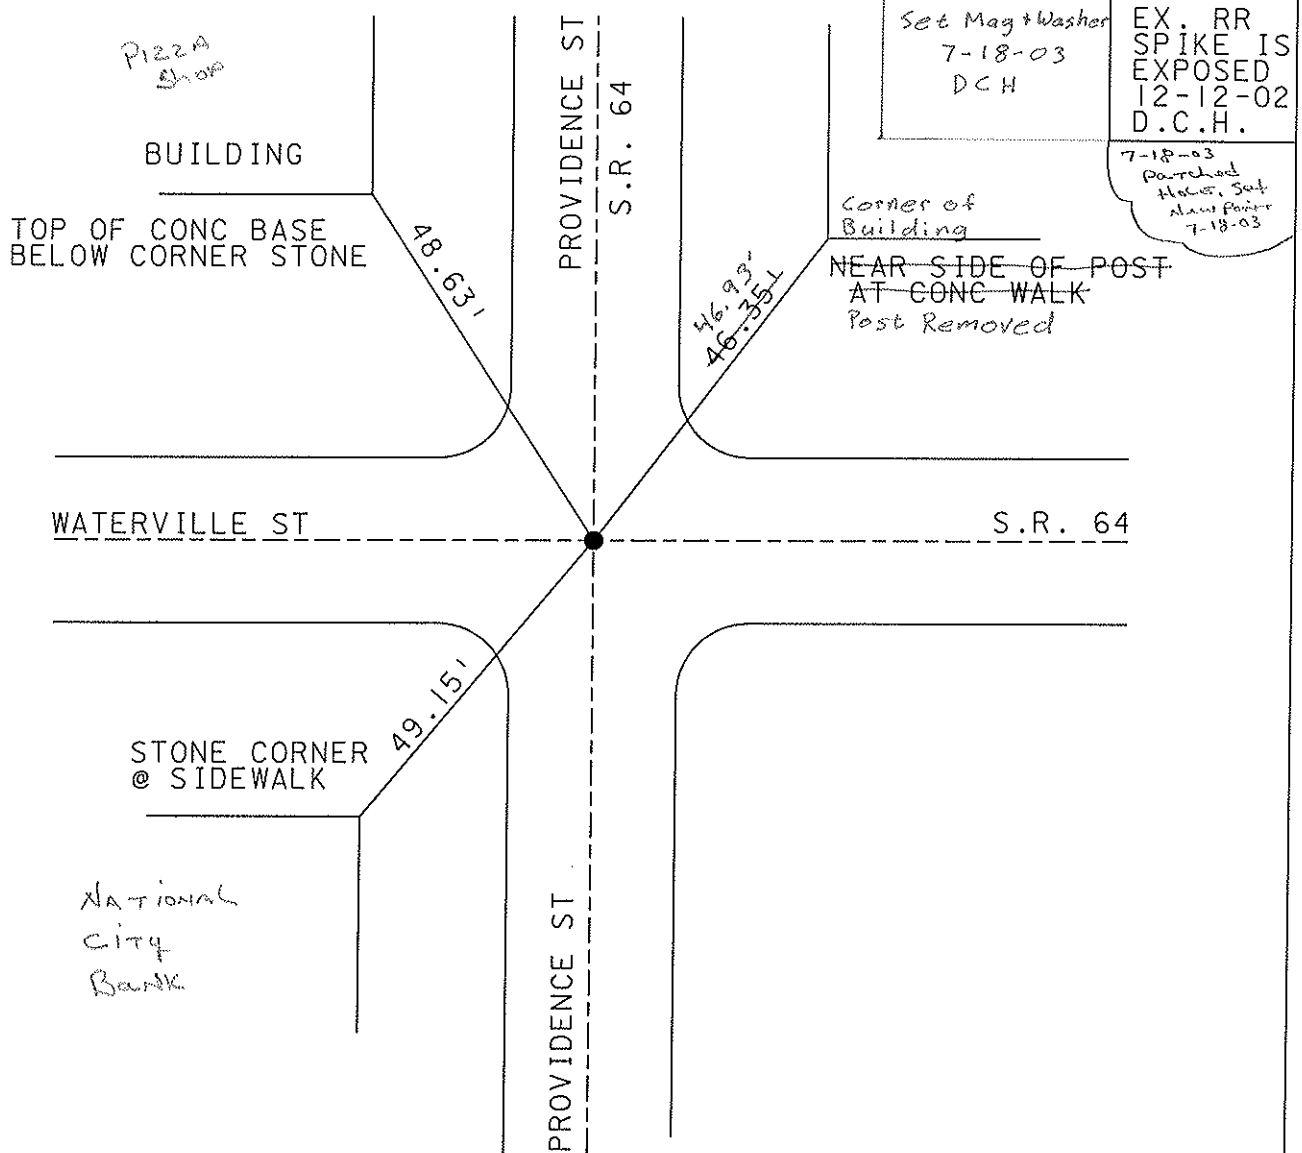 Pizza
Shop
BUILDING
TOP OF CONC BASE
BELOW CORNER STONE
48.63'
PROVIDENCE ST
S.R. 64
Set Mag + Washer
7-18-03
DCH
EX. RR
SPIKE IS
EXPOSED
12-12-02
D.C.H.
7-18-03
Patched
Hole, Set
New Point
7-18-03
Corner of
Building
NEAR SIDE OF POST
AT CONC WALK
Post Removed
46.93'
46.35'
WATERVILLE ST
S.R. 64
49.15'
STONE CORNER
@ SIDEWALK
National
City
Bank
PROVIDENCE ST